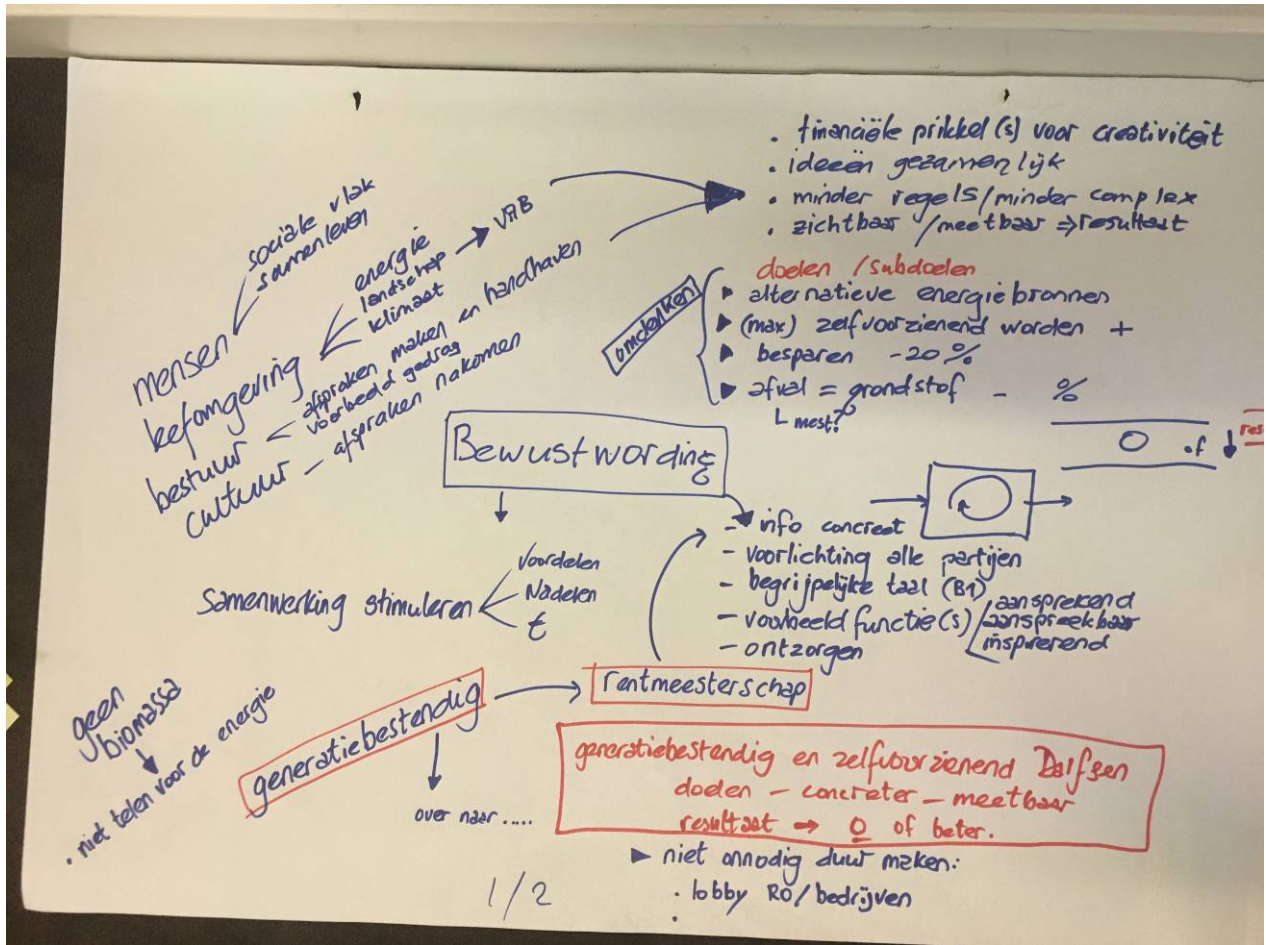 mensen
sociale vlak
samenleven
leefomgeving
energie
landschap
klimaat
VAB
bestuur
afspraken maken en handhaven
voorbeeld gedrag
cultuur – afspraken nakomen
. financiële prikkel(s) voor creativiteit
. ideeën gezamenlijk
. minder regels/minder complex
. zichtbaar /meetbaar ⇒ resultaat
omdenken
doelen /subdoelen
▶ alternatieve energiebronnen
▶ (max) zelfvoorzienend worden +
▶ besparen -20%
▶ afval = grondstof - %
mest?
O .f ↓
Bewustwording
Samenwerking stimuleren
voordelen
Nadelen
€
- info concreet
- voorlichting alle partijen
- begrijpelijke taal (B1)
- voorbeeld functie(s)
aansprekend
aanspreekbaar
inspirerend
- ontzorgen
geen
biomassa
. niet telen voor de energie
generatiebestendig
rentmeesterschap
over naar .....
generatiebestendig en zelfvoorzienend Dalfsen
doelen – concreter – meetbaar
resultaat → 0 of beter.
▶ niet onnodig duur maken:
. lobby RO/bedrijven
.
1/2